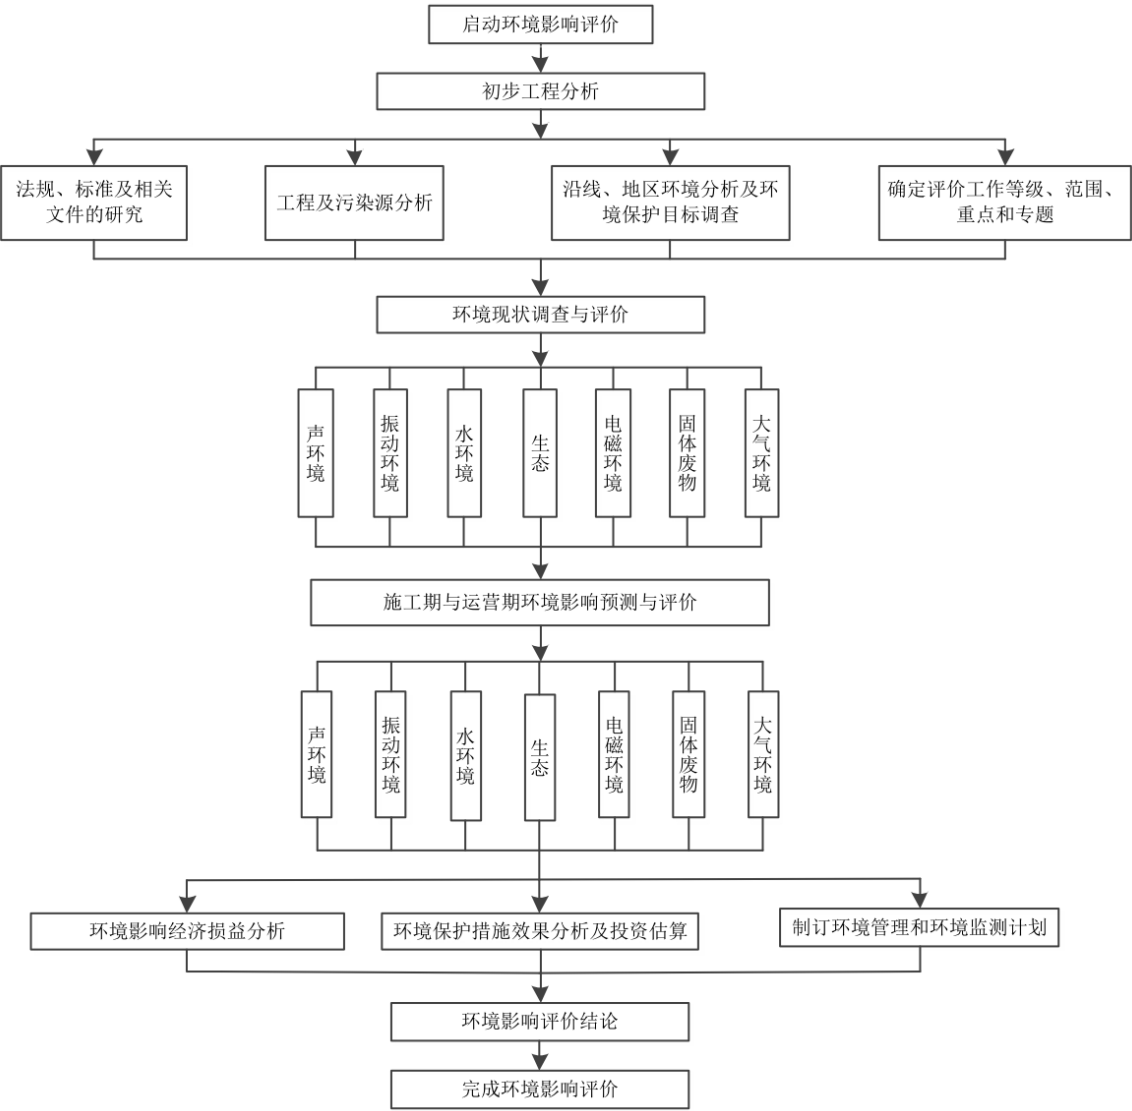 启动环境影响评价
初步工程分析
法规、标准及相关
文件的研究
工程及污染源分析
沿线、地区环境分析及环
境保护目标调查
确定评价工作等级、范围、
重点和专题
环境现状调查与评价
声环境
振动环境
水环境
生态
电磁环境
固体废物
大气环境
施工期与运营期环境影响预测与评价
声环境
振动环境
水环境
生态
电磁环境
固体废物
大气环境
环境影响经济损益分析
环境保护措施效果分析及投资估算
制订环境管理和环境监测计划
环境影响评价结论
完成环境影响评价